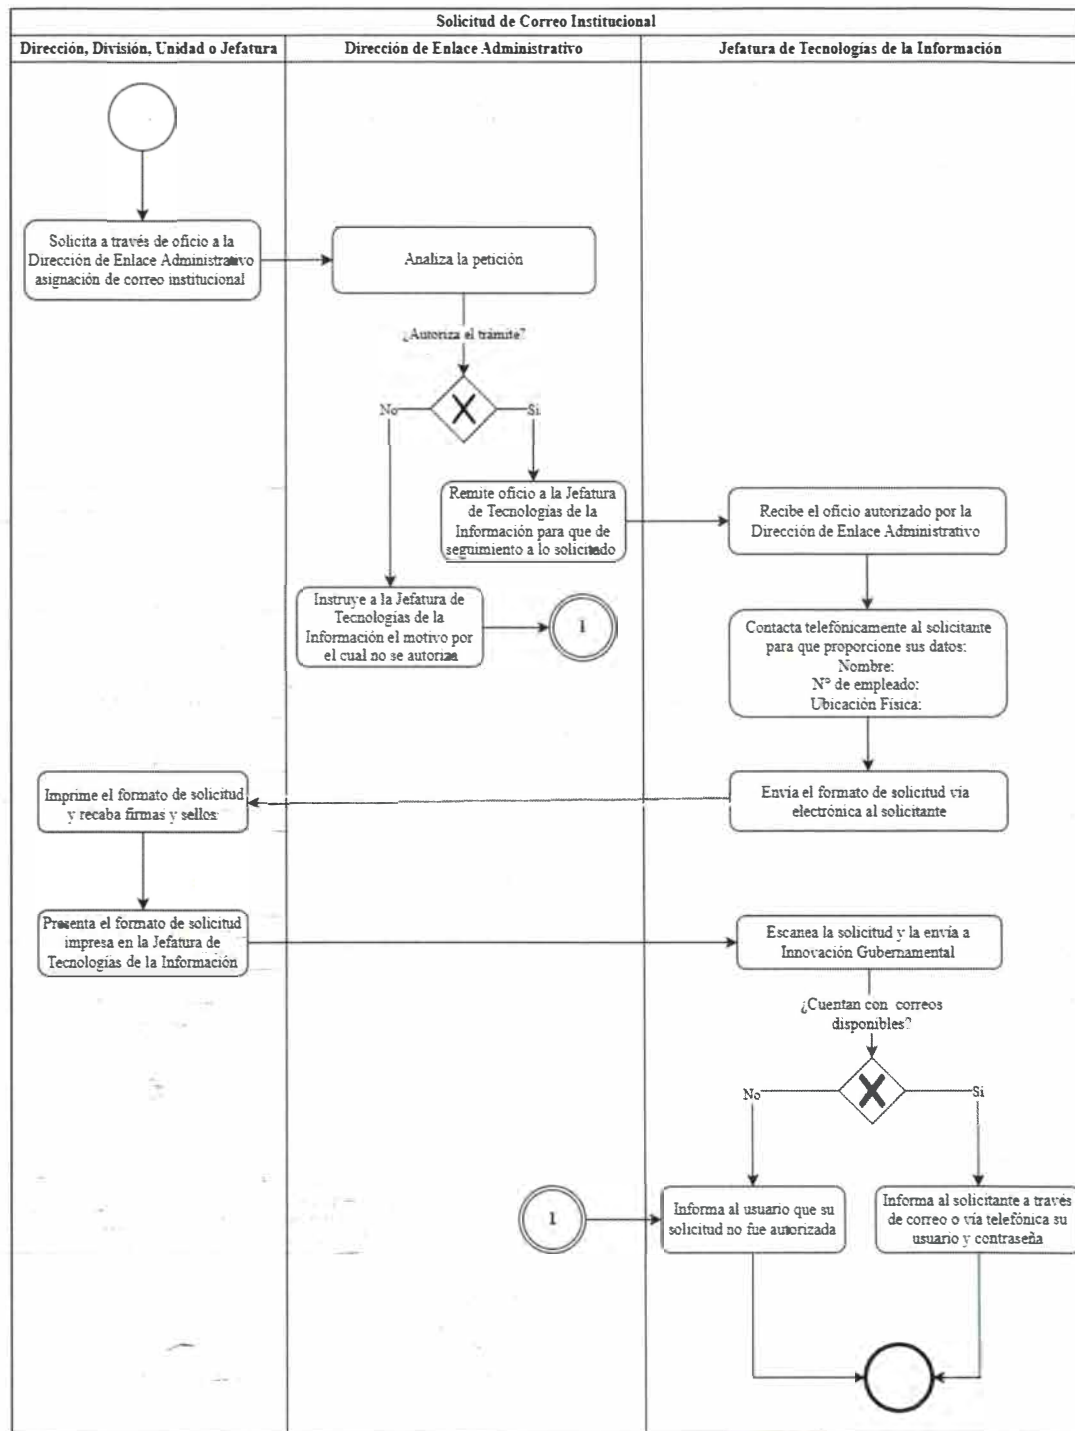 Solicitud de Correo Institucional
Dirección, División, Unidad o Jefatura
Dirección de Enlace Administrativo
Jefatura de Tecnologías de la Información
Solicita a través de oficio a la
Dirección de Enlace Administrativo
asignación de correo institucional
Analiza la petición
¿Autoriza el trámite?
No
Si
Remite oficio a la Jefatura
de Tecnologías de la
Información para que de
seguimiento a lo solicitado
Recibe el oficio autorizado por la
Dirección de Enlace Administrativo
Instruye a la Jefatura de
Tecnologías de la
Información el motivo por
el cual no se autoriza
1
Contacta telefónicamente al solicitante
para que proporcione sus datos:
Nombre:
N° de empleado:
Ubicación Física:
Imprime el formato de solicitud
y recaba firmas y sellos
Envía el formato de solicitud vía
electrónica al solicitante
Presenta el formato de solicitud
impresa en la Jefatura de
Tecnologías de la Información
Escanea la solicitud y la envía a
Innovación Gubernamental
¿Cuentan con correos
disponibles?
No
Si
1
Informa al usuario que su
solicitud no fue autorizada
Informa al solicitante a través
de correo o vía telefónica su
usuario y contraseña